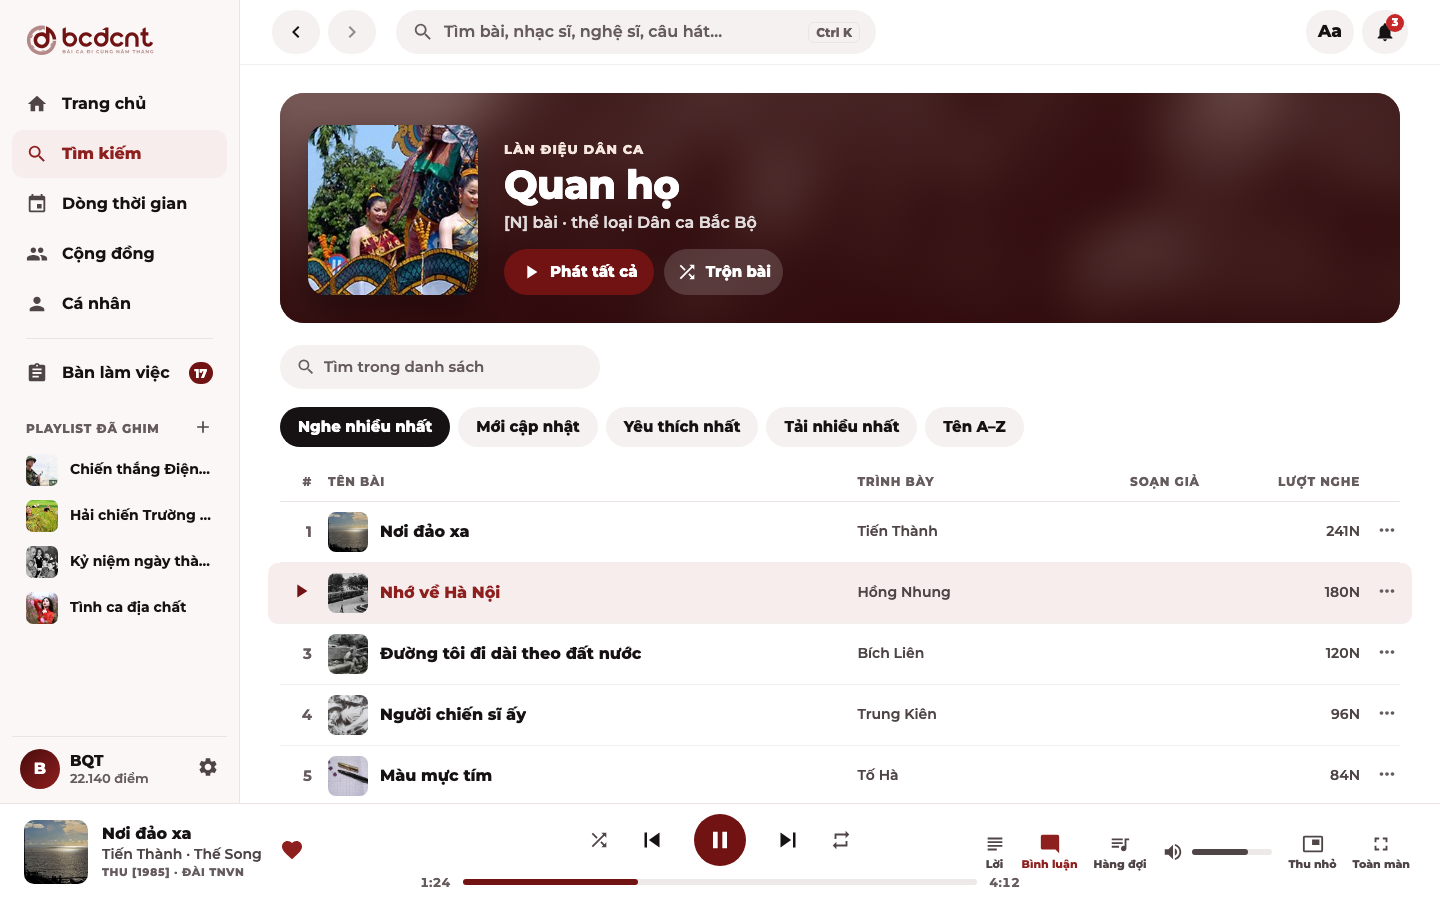 bcdcnt
BÀI CA ĐI CÙNG NĂM THÁNG
Tìm bài, nhạc sĩ, nghệ sĩ, câu hát...
Ctrl K
Aa
3
Trang chủ
Tìm kiếm
Dòng thời gian
Cộng đồng
Cá nhân
Bàn làm việc
17
PLAYLIST ĐÃ GHIM
Chiến thắng Điện...
Hải chiến Trường ...
Kỷ niệm ngày thà...
Tình ca địa chất
B
BQT
22.140 điểm
LÀN ĐIỆU DÂN CA
Quan họ
[N] bài · thể loại Dân ca Bắc Bộ
Phát tất cả
Trộn bài
Tìm trong danh sách
Nghe nhiều nhất
Mới cập nhật
Yêu thích nhất
Tải nhiều nhất
Tên A–Z
# TÊN BÀI TRÌNH BÀY SOẠN GIẢ LƯỢT NGHE
1 Nơi đảo xa Tiến Thành 241N
Nhớ về Hà Nội Hồng Nhung 180N
3 Đường tôi đi dài theo đất nước Bích Liên 120N
4 Người chiến sĩ ấy Trung Kiên 96N
5 Màu mực tím Tố Hà 84N
Nơi đảo xa
Tiến Thành · Thế Song
THU [1985] · ĐÀI TNVN
1:24
4:12
Lời
Bình luận
Hàng đợi
Thu nhỏ
Toàn màn